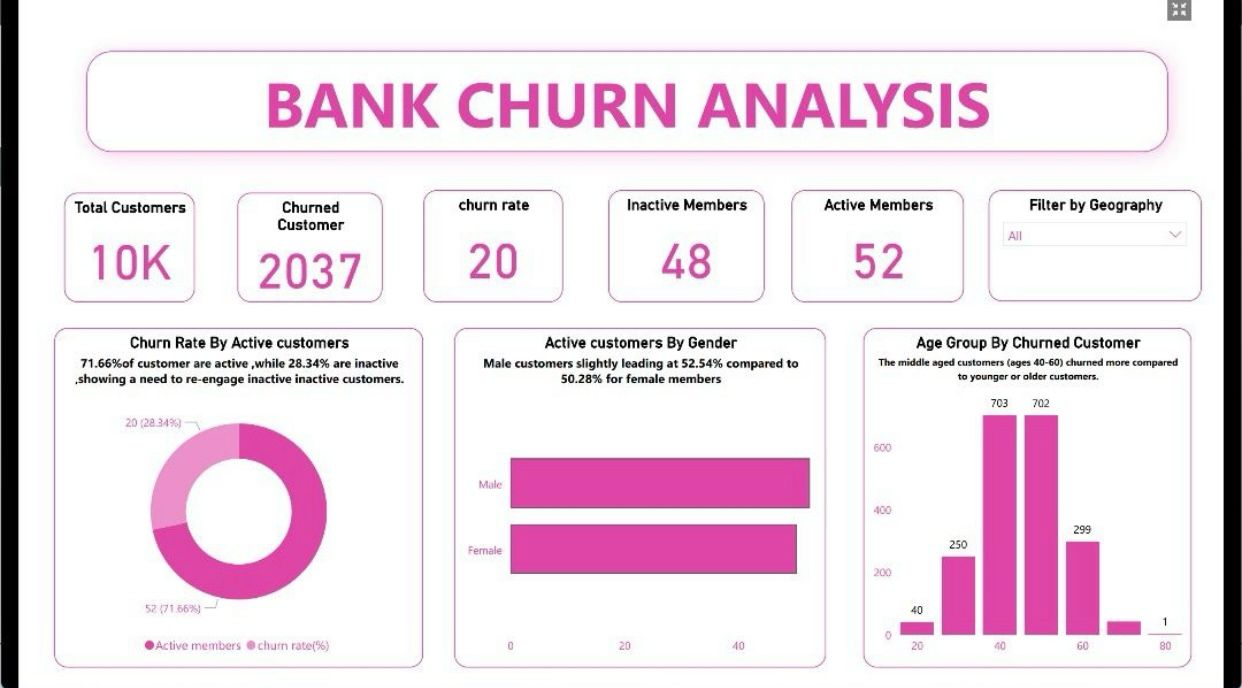 BANK CHURN ANALYSIS
Total Customers
10K
Churned
Customer
2037
churn rate
20
Inactive Members
48
Active Members
52
Filter by Geography
All
Churn Rate By Active customers
71.66%of customer are active ,while 28.34% are inactive
,showing a need to re-engage inactive inactive customers.
20 (28.34%)
52 (71.66%)
Active members churn rate(%)
Active customers By Gender
Male customers slightly leading at 52.54% compared to
50.28% for female members
Male
Female
0 20 40
Age Group By Churned Customer
The middle aged customers (ages 40-60) churned more compared
to younger or older customers.
703 702
600
400
250
299
200
40
1
0
20 40 60 80